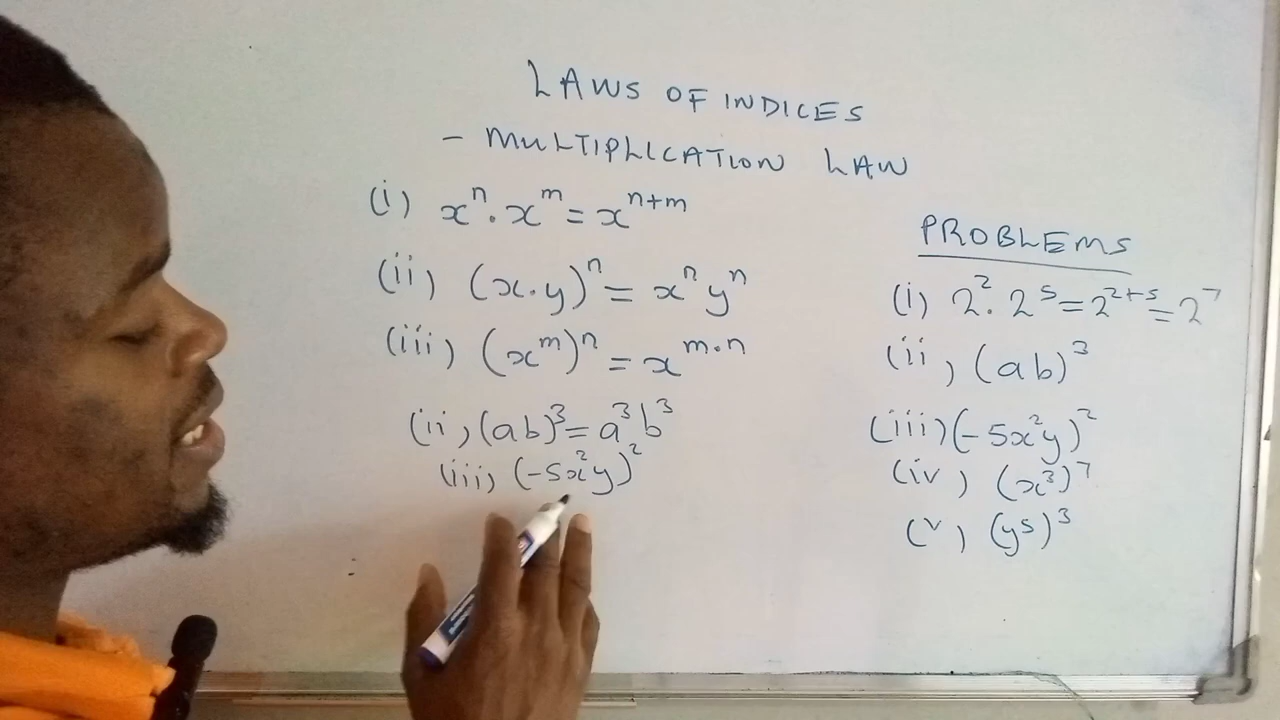 LAWS OF INDICES
- MULTIPLICATION LAW
(i) xⁿ · xᵐ = xⁿ⁺ᵐ
(ii) (x·y)ⁿ = xⁿyⁿ
(iii) (xᵐ)ⁿ = xᵐ·ⁿ
(ii) (ab)³ = a³b³
(iii) (-5x²y)²
PROBLEMS
(i) 2² · 2⁵ = 2²⁺⁵ = 2⁷
(ii) (ab)³
(iii) (-5x²y)²
(iv) (x³)⁷
(v) (y⁵)³